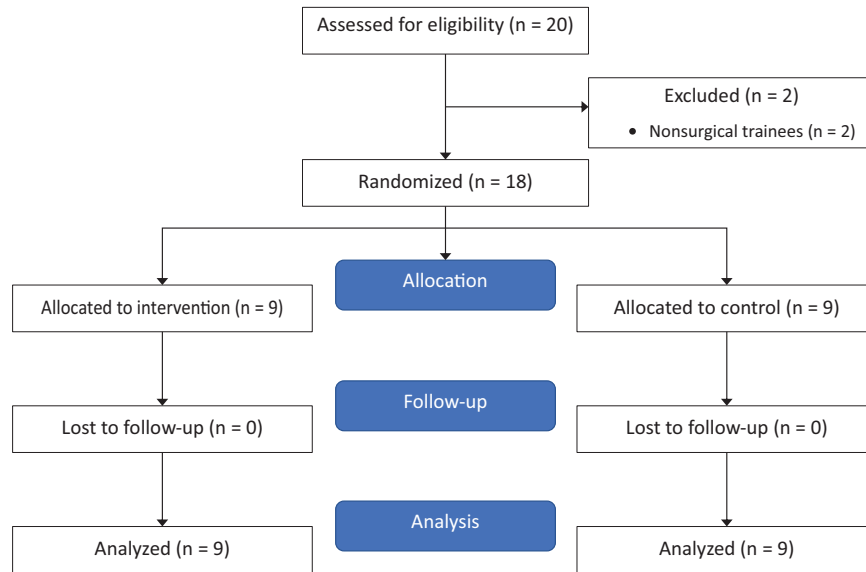 Assessed for eligibility (n = 20)
Excluded (n = 2)
• Nonsurgical trainees (n = 2)
Randomized (n = 18)
Allocation
Allocated to intervention (n = 9)
Allocated to control (n = 9)
Follow-up
Lost to follow-up (n = 0)
Lost to follow-up (n = 0)
Analysis
Analyzed (n = 9)
Analyzed (n = 9)